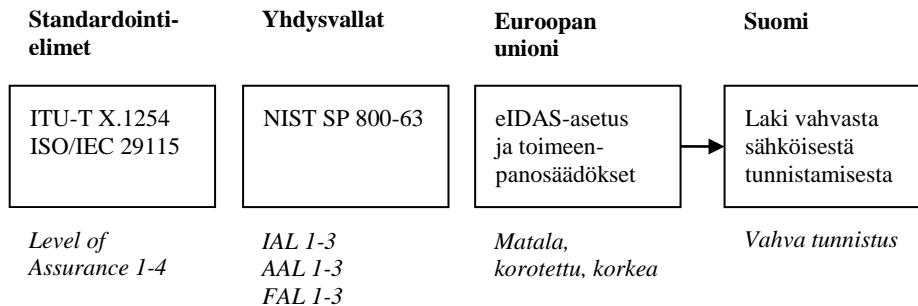 Standardointi-
elimet
Yhdysvallat
Euroopan
unioni
Suomi
ITU-T X.1254
ISO/IEC 29115
NIST SP 800-63
eIDAS-asetus
ja toimeen-
panosäädökset
Laki vahvasta
sähköisestä
tunnistamisesta
Level of
Assurance 1-4
IAL 1-3
AAL 1-3
FAL 1-3
Matala,
korotettu, korkea
Vahva tunnistus